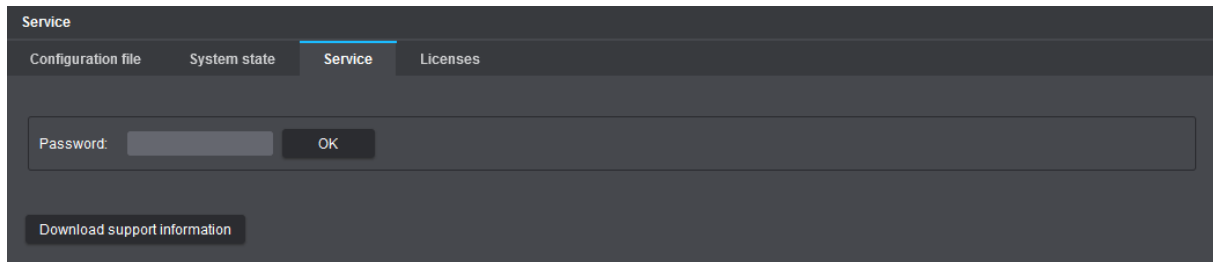 Service
Configuration file System state Service Licenses
Password: OK
Download support information